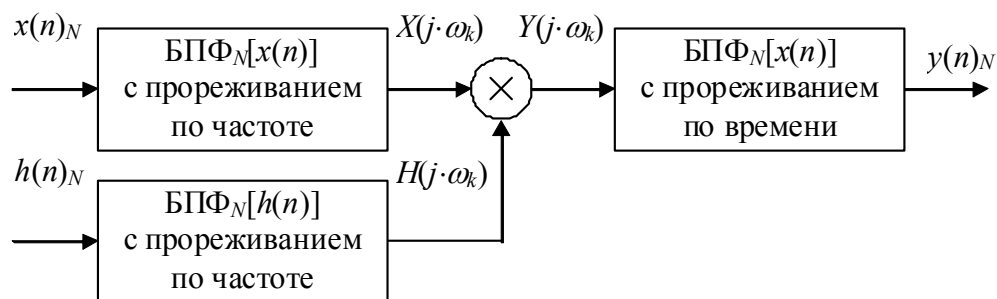 x(n)N
БПФN[x(n)]
с прореживанием
по частоте
X(j·ωk)
×
Y(j·ωk)
БПФN[x(n)]
с прореживанием
по времени
y(n)N
h(n)N
БПФN[h(n)]
с прореживанием
по частоте
H(j·ωk)